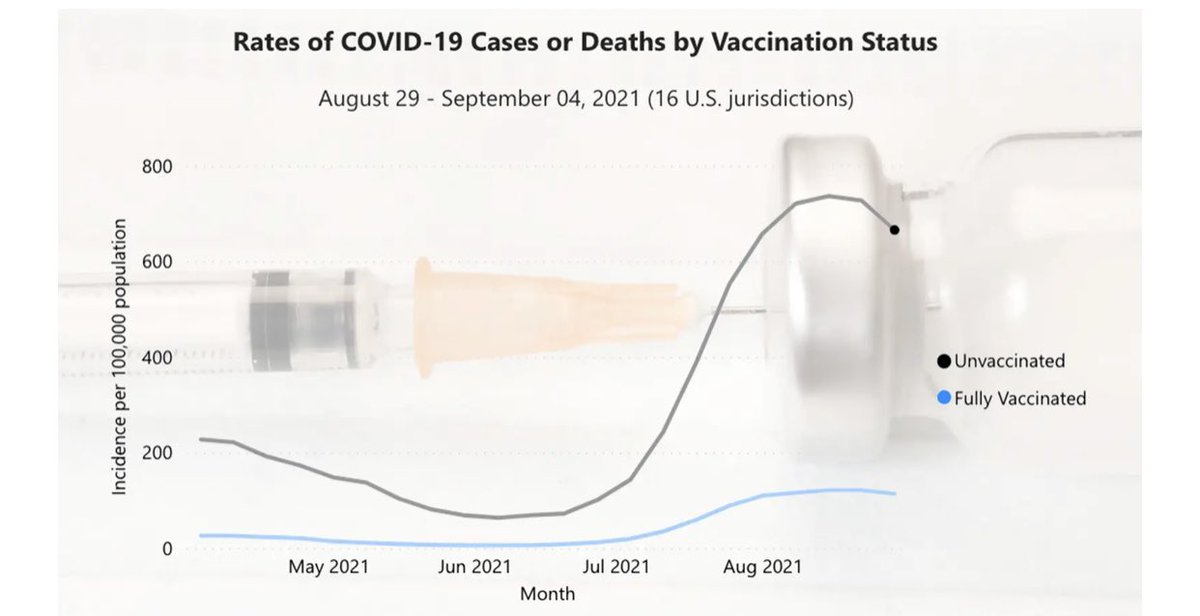 Rates of COVID-19 Cases or Deaths by Vaccination Status
August 29 - September 04, 2021 (16 U.S. jurisdictions)
Incidence per 100,000 population
800
600
400
200
0
May 2021
Jun 2021
Jul 2021
Aug 2021
Month
Unvaccinated
Fully Vaccinated